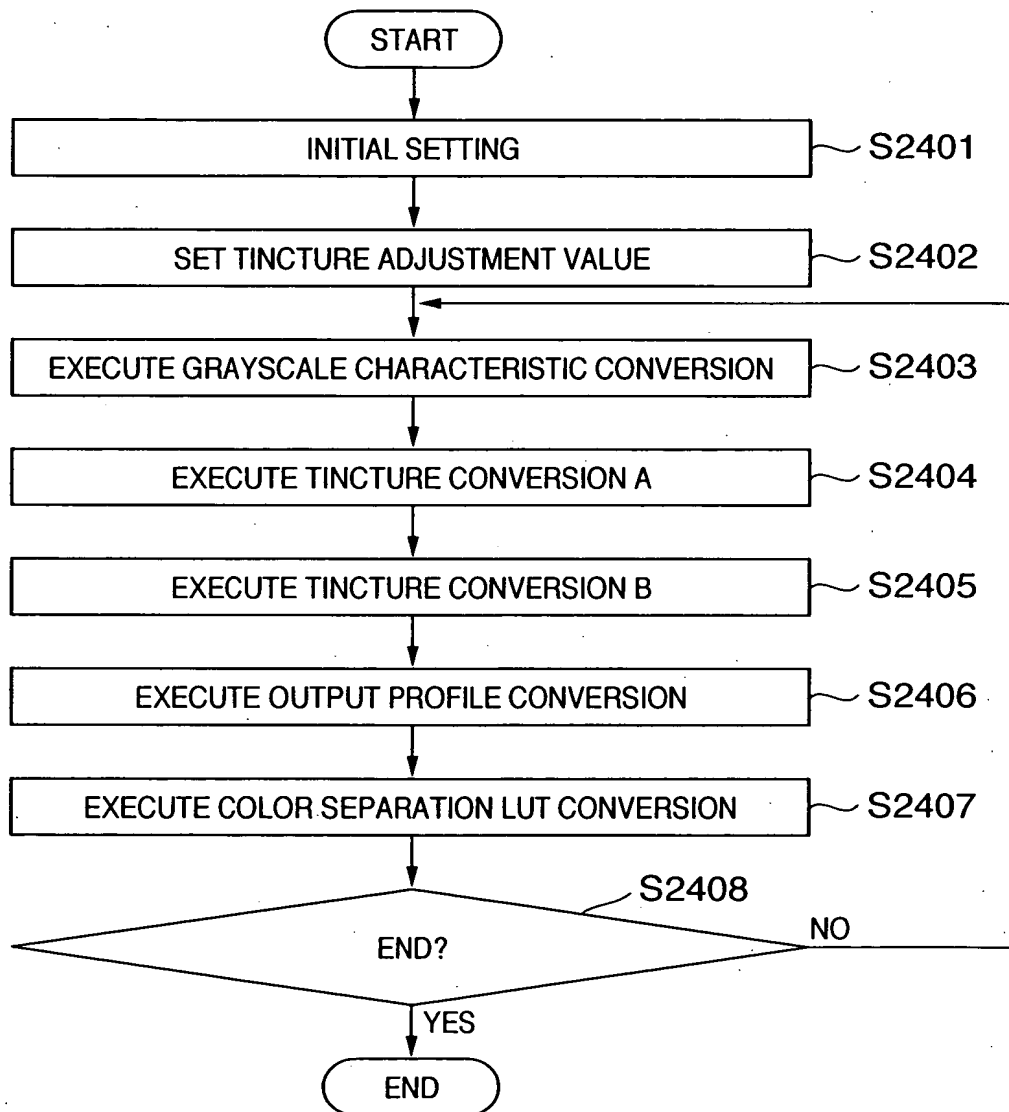 START
INITIAL SETTING
S2401
SET TINCTURE ADJUSTMENT VALUE
S2402
EXECUTE GRAYSCALE CHARACTERISTIC CONVERSION
S2403
EXECUTE TINCTURE CONVERSION A
S2404
EXECUTE TINCTURE CONVERSION B
S2405
EXECUTE OUTPUT PROFILE CONVERSION
S2406
EXECUTE COLOR SEPARATION LUT CONVERSION
S2407
S2408
END?
NO
YES
END